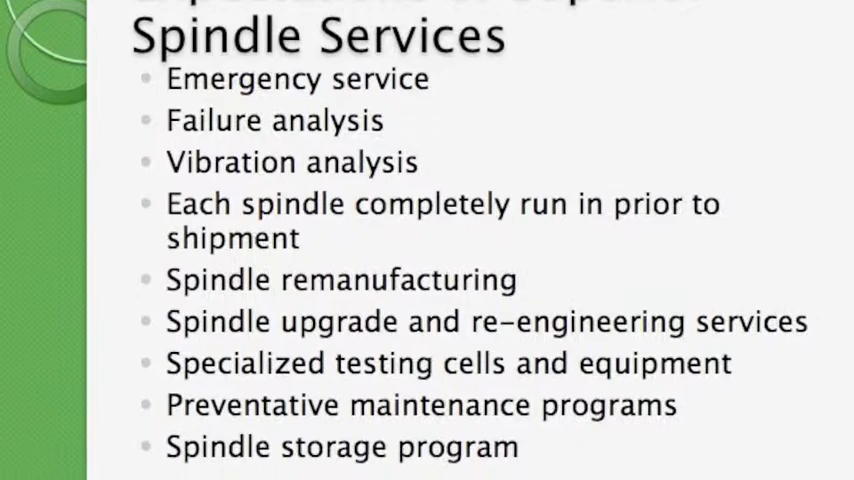 Spindle Services
Emergency service
Failure analysis
Vibration analysis
Each spindle completely run in prior to
shipment
Spindle remanufacturing
Spindle upgrade and re-engineering services
Specialized testing cells and equipment
Preventative maintenance programs
Spindle storage program